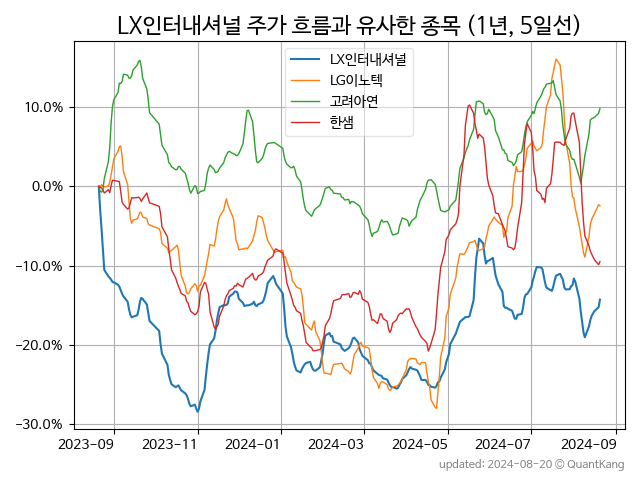 LX인터내셔널 주가 흐름과 유사한 종목 (1년, 5일선)
LX인터내셔널
LG이노텍
고려아연
한샘
10.0%
0.0%
−10.0%
−20.0%
−30.0%
2023-09 2023-11 2024-01 2024-03 2024-05 2024-07 2024-09
updated: 2024-08-20 © QuantKang